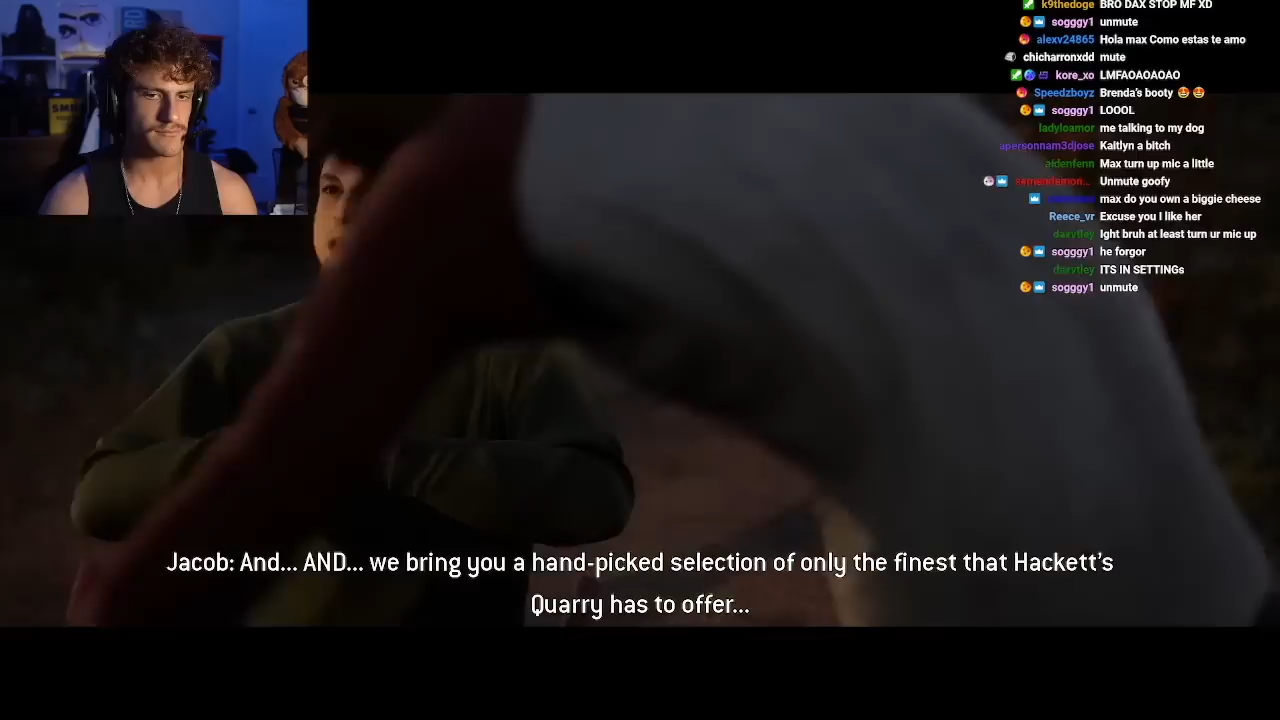 k9thedoge BRO DAX STOP MF XD
sogggy1 unmute
alexv24865 Hola max Como estas te amo
chicharronxdd mute
kore_xo LMFAOAOAOAO
Speedzboyz Brenda's booty 🤩 🤩
sogggy1 LOOOL
ladyloamor me talking to my dog
apersonnam3djose Kaitlyn a bitch
aldenfenn Max turn up mic a little
Unmute goofy
max do you own a biggie cheese
Reece_vr Excuse you I like her
daxvtley Ight bruh at least turn ur mic up
sogggy1 he forgor
daxvtley ITS IN SETTINGs
sogggy1 unmute
Jacob: And... AND... we bring you a hand-picked selection of only the finest that Hackett's
Quarry has to offer...